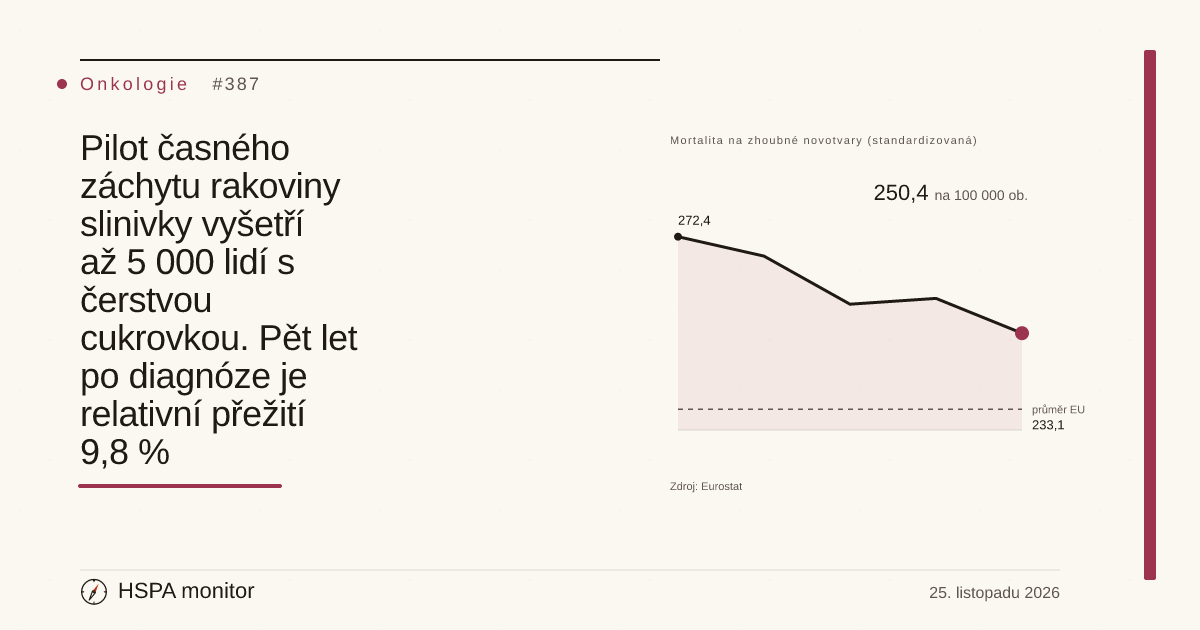 Onkologie #387
Pilot časného
záchytu rakoviny
slinivky vyšetří
až 5 000 lidí s
čerstvou
cukrovkou. Pět let
po diagnóze je
relativní přežití
9,8 %
Mortalita na zhoubné novotvary (standardizovaná)
250,4 na 100 000 ob.
272,4
průměr EU
233,1
Zdroj: Eurostat
HSPA monitor
25. listopadu 2026